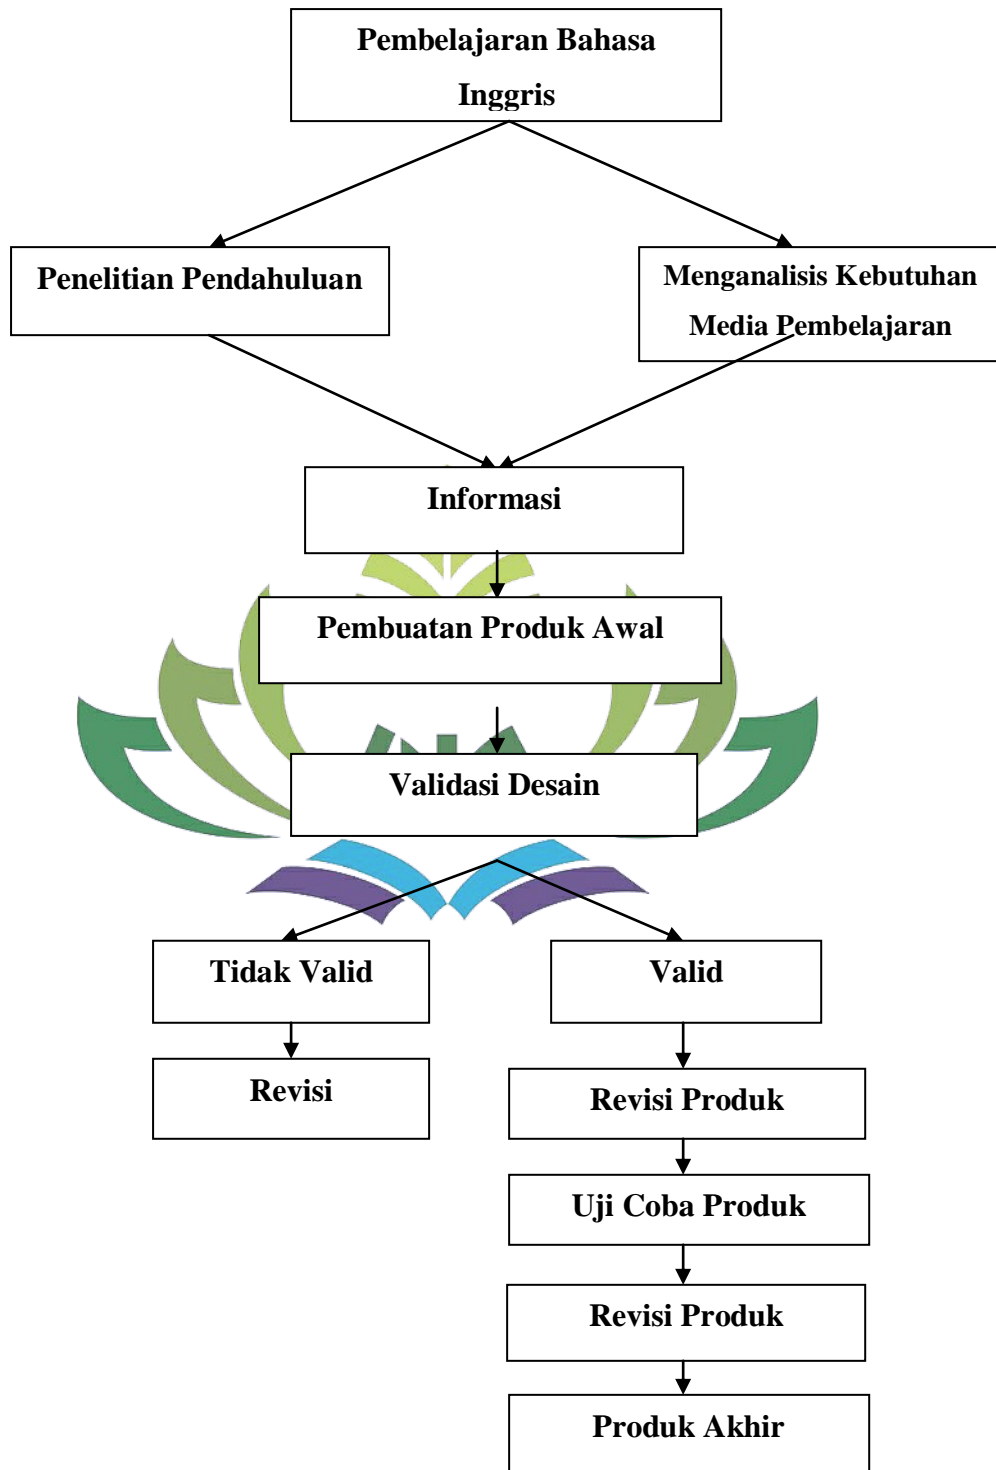 Pembelajaran Bahasa
Inggris
Penelitian Pendahuluan
Menganalisis Kebutuhan
Media Pembelajaran
Informasi
Pembuatan Produk Awal
Validasi Desain
Tidak Valid
Valid
Revisi
Revisi Produk
Uji Coba Produk
Revisi Produk
Produk Akhir